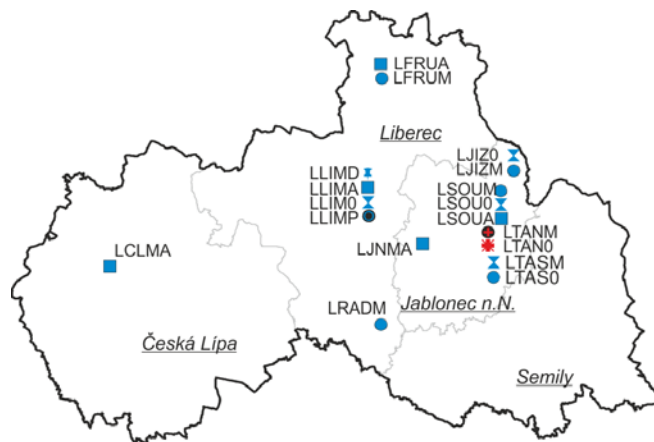 LFRUA
LFRUM
Liberec
LJIZ0
LJIZM
LLIMD
LLIMA
LLIM0
LLIMP
LSOUM
LSOU0
LSOUA
LTANM
LTAN0
LJNMA
LCLMA
LTASM
LTAS0
Jablonec n.N.
LRADM
Česká Lípa
Semily